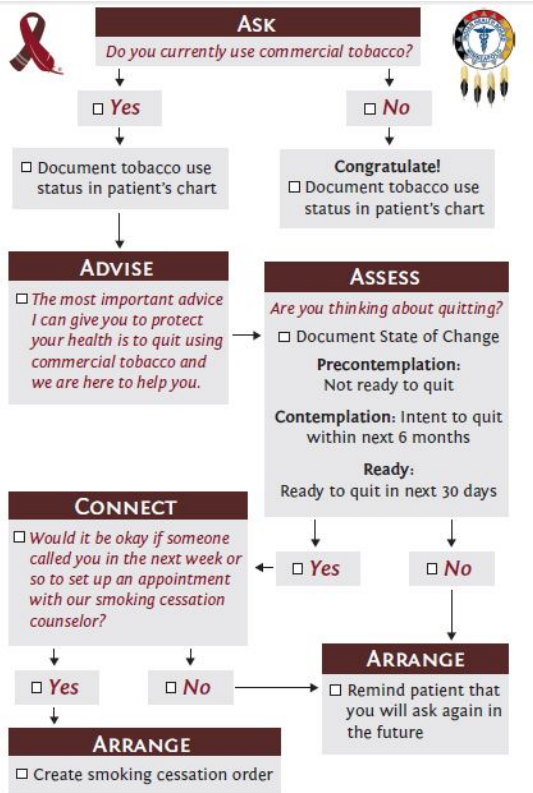 ASK
Do you currently use commercial tobacco?
☐ Yes
☐ No
☐ Document tobacco use
status in patient's chart
Congratulate!
☐ Document tobacco use
status in patient's chart
ADVISE
☐ The most important advice
I can give you to protect
your health is to quit using
commercial tobacco and
we are here to help you.
ASSESS
Are you thinking about quitting?
☐ Document State of Change
Precontemplation:
Not ready to quit
Contemplation: Intent to quit
within next 6 months
Ready:
Ready to quit in next 30 days
☐ Yes
☐ No
CONNECT
☐ Would it be okay if someone
called you in the next week or
so to set up an appointment
with our smoking cessation
counselor?
☐ Yes
☐ No
ARRANGE
☐ Remind patient that
you will ask again in
the future
ARRANGE
☐ Create smoking cessation order